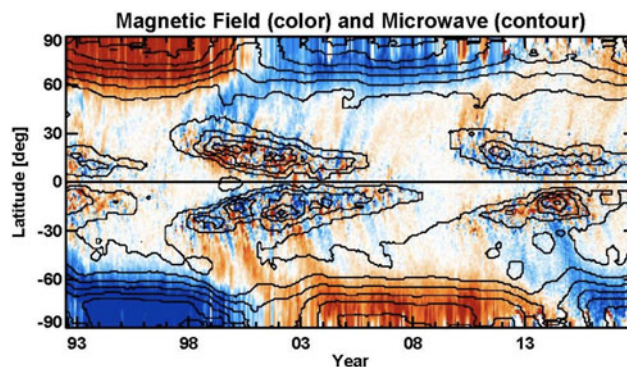 Magnetic Field (color) and Microwave (contour)
90
60
30
0
-30
-60
-90
Latitude [deg]
93 98 03 08 13
Year